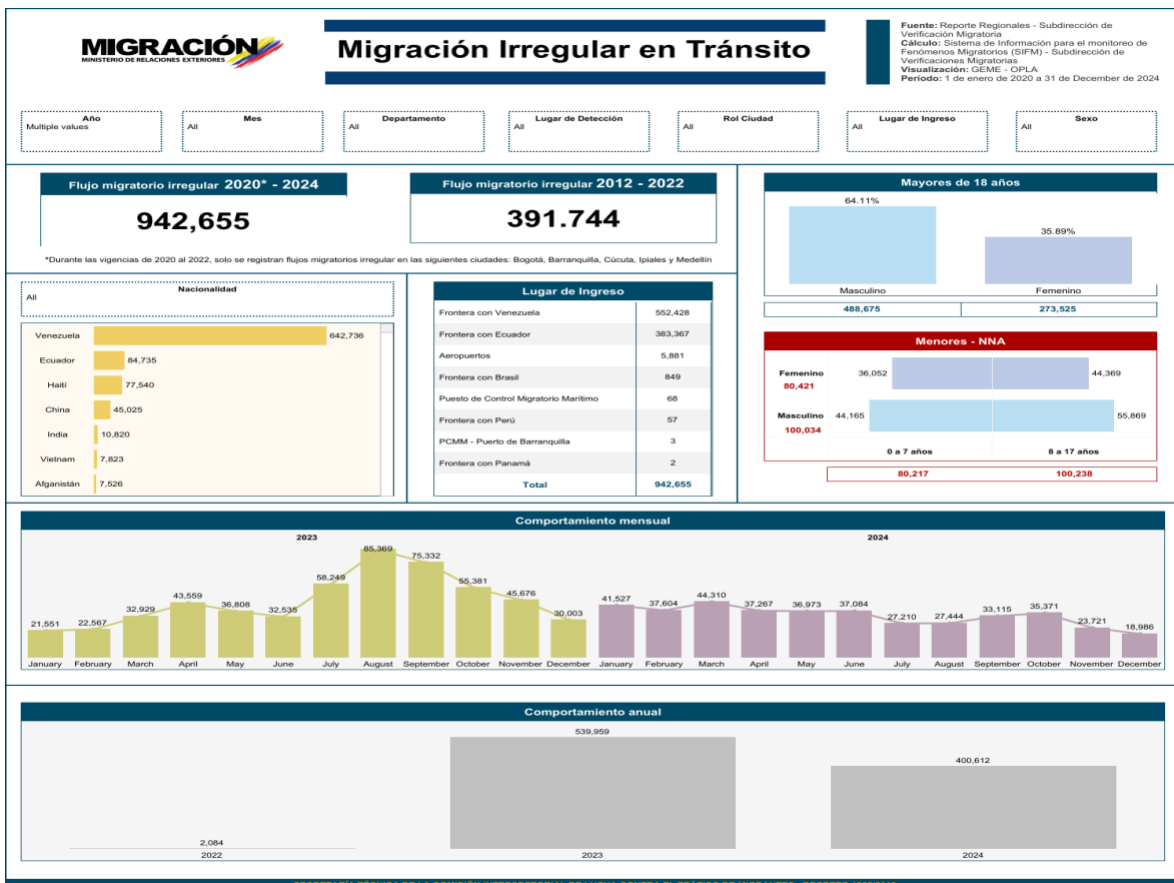 MIGRACIÓN
MINISTERIO DE RELACIONES EXTERIORES
Migración Irregular en Tránsito
Fuente: Reporte Regionales - Subdirección de
Verificación Migratoria
Cálculo: Sistema de Información para el monitoreo de
Fenómenos Migratorios (SIFM) - Subdirección de
Verificaciones Migratorias
Visualización: GEME - OPLA
Periodo: 1 de enero de 2020 a 31 de December de 2024
Año
Multiple values
Mes
All
Departamento
All
Lugar de Detección
All
Rol Ciudad
All
Lugar de Ingreso
All
Sexo
All
Flujo migratorio irregular 2020* - 2024
942,655
Flujo migratorio irregular 2012 - 2022
391.744
*Durante las vigencias de 2020 al 2022, solo se registran flujos migratorios irregular en las siguientes ciudades: Bogotá, Barranquilla, Cúcuta, Ipiales y Medellín
Mayores de 18 años
64.11%
35.89%
Masculino Femenino
488,675 273,525
Nacionalidad
All
Venezuela 642,736
Ecuador 84,735
Haití 77,540
China 45,025
India 10,820
Vietnam 7,823
Afganistán 7,526
Lugar de Ingreso
Frontera con Venezuela 552,428
Frontera con Ecuador 383,367
Aeropuertos 5,881
Frontera con Brasil 849
Puesto de Control Migratorio Marítimo 68
Frontera con Perú 57
PCMM - Puerto de Barranquilla 3
Frontera con Panamá 2
Total 942,655
Menores - NNA
Femenino 36,052 44,369
80,421
Masculino 44,165 55,869
100,034
0 a 7 años 8 a 17 años
80,217 100,238
Comportamiento mensual
2023 2024
21,551 22,567 32,929 43,559 36,808 32,535 58,249 85,369 75,332 55,381 45,676 30,003 41,527 37,604 44,310 37,267 36,973 37,084 27,210 27,444 33,115 35,371 23,721 18,986
January February March April May June July August September October November December January February March April May June July August September October November December
Comportamiento anual
2,084 539,959 400,612
2022 2023 2024